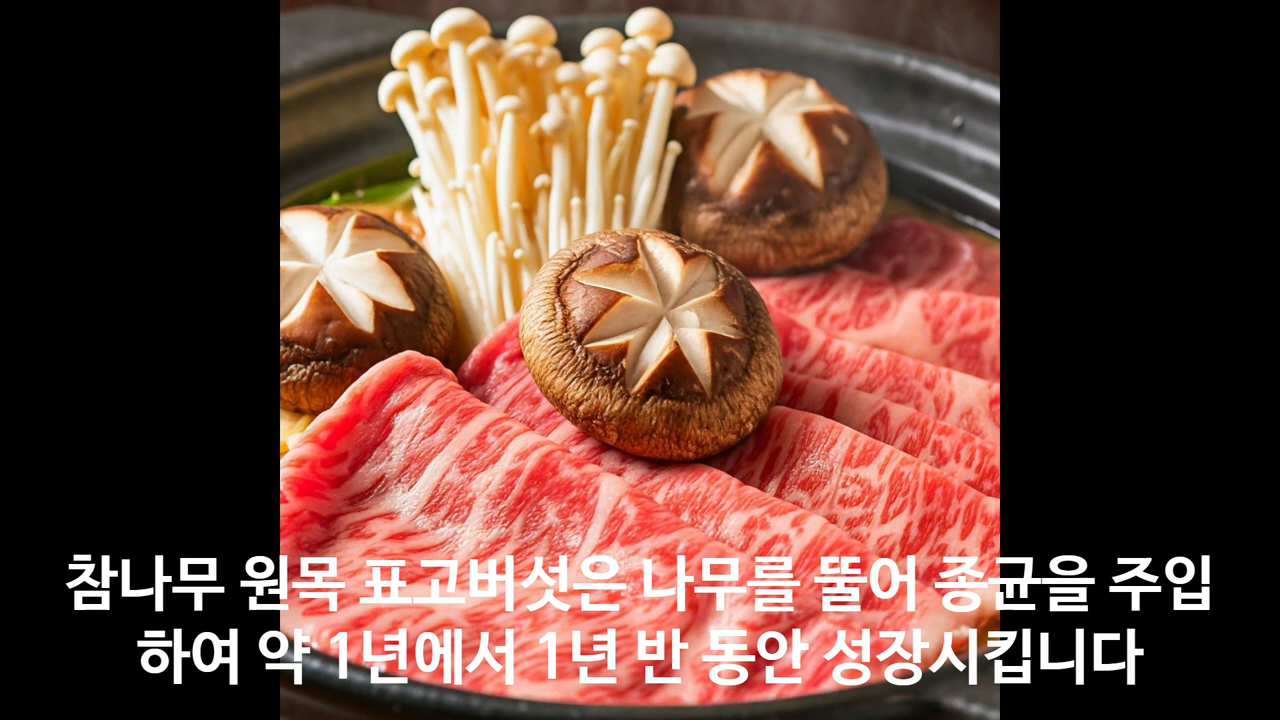 참나무 원목 표고버섯은 나무를 뚫어 종균을 주입
하여 약 1년에서 1년 반 동안 성장시킵니다